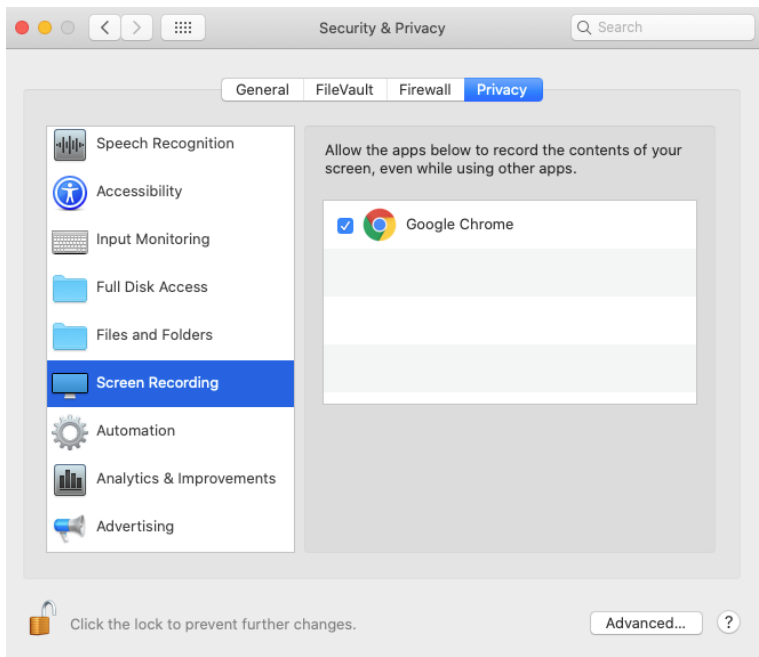 Security & Privacy
Search
General
FileVault
Firewall
Privacy
Speech Recognition
Accessibility
Input Monitoring
Full Disk Access
Files and Folders
Screen Recording
Automation
Analytics & Improvements
Advertising
Allow the apps below to record the contents of your
screen, even while using other apps.
Google Chrome
Click the lock to prevent further changes.
Advanced...
?